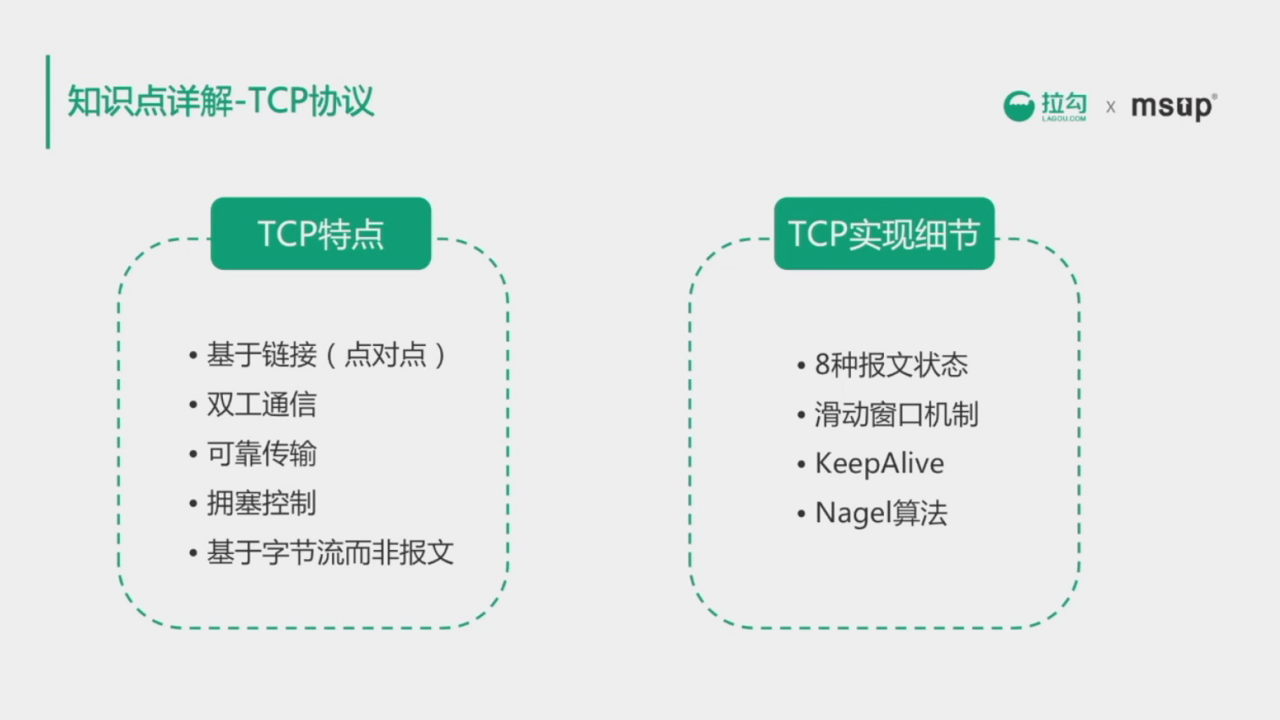 知识点详解-TCP协议
拉勾
LAGOU.COM
x
msup®
TCP特点
• 基于链接（点对点）
• 双工通信
• 可靠传输
• 拥塞控制
• 基于字节流而非报文
TCP实现细节
• 8种报文状态
• 滑动窗口机制
• KeepAlive
• Nagel算法